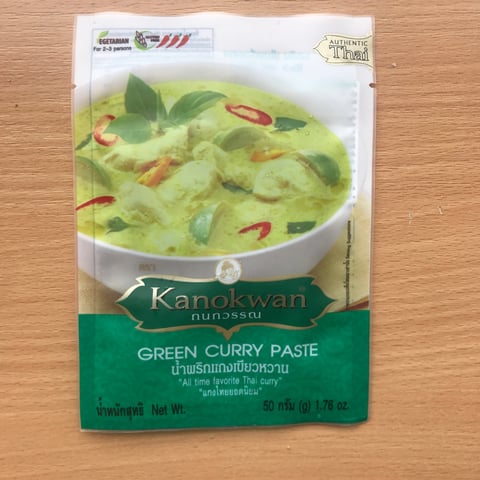 AUTHENTIC
Thai
VEGETARIAN
For 2-3 persons
Kanokwan
กนกวรรณ
GREEN CURRY PASTE
น้ำพริกแกงเขียวหวาน
"All time favorite Thai curry"
"แกงไทยยอดนิยม"
น้ำหนักสุทธิ Net Wt.
50 กรัม (g) 1.76 oz.